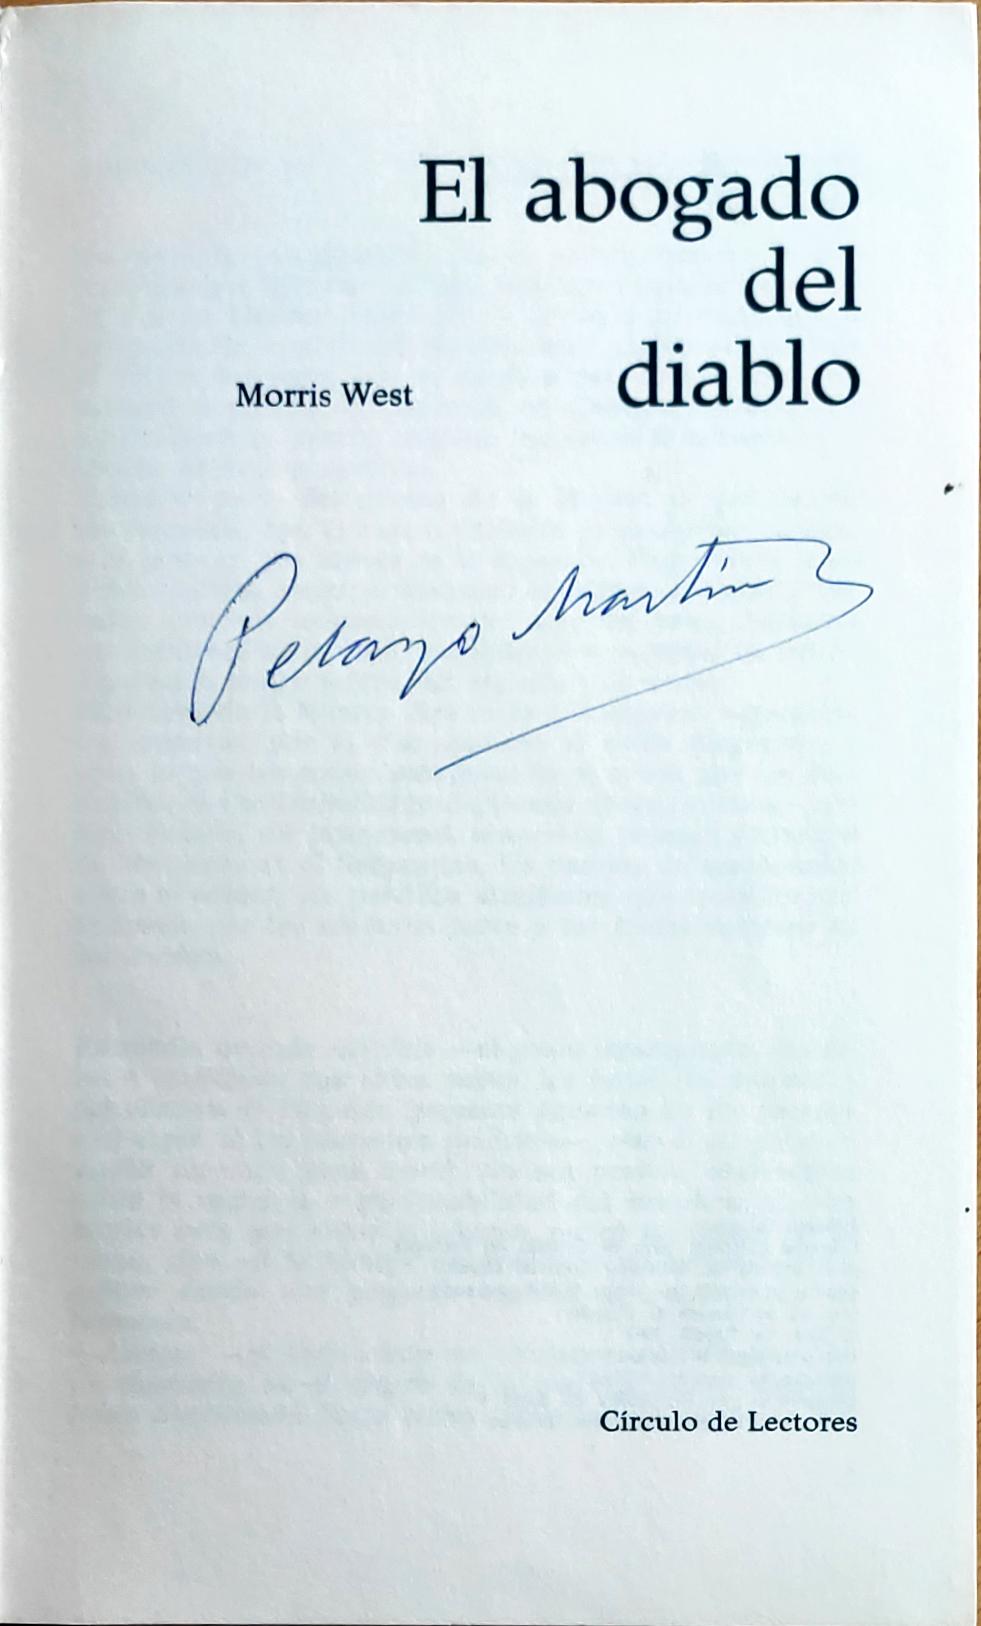 El abogado
del
diablo
Morris West
Pelayo Martín
Círculo de Lectores